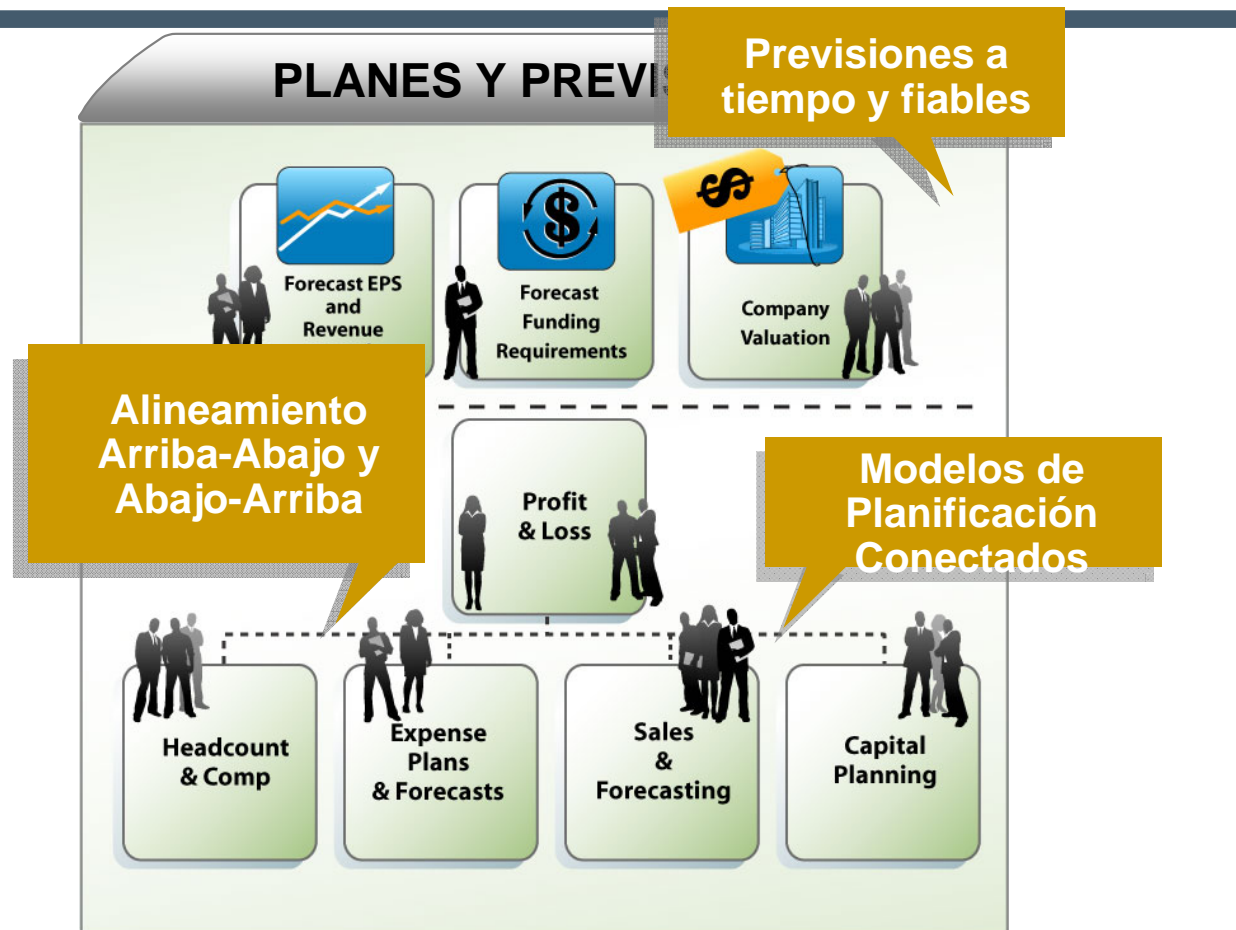 PLANES Y PREVI
Previsiones a
tiempo y fiables
Forecast EPS
and
Revenue
Forecast
Funding
Requirements
Company
Valuation
Alineamiento
Arriba-Abajo y
Abajo-Arriba
Profit
& Loss
Modelos de
Planificación
Conectados
Headcount
& Comp
Expense
Plans
& Forecasts
Sales
&
Forecasting
Capital
Planning